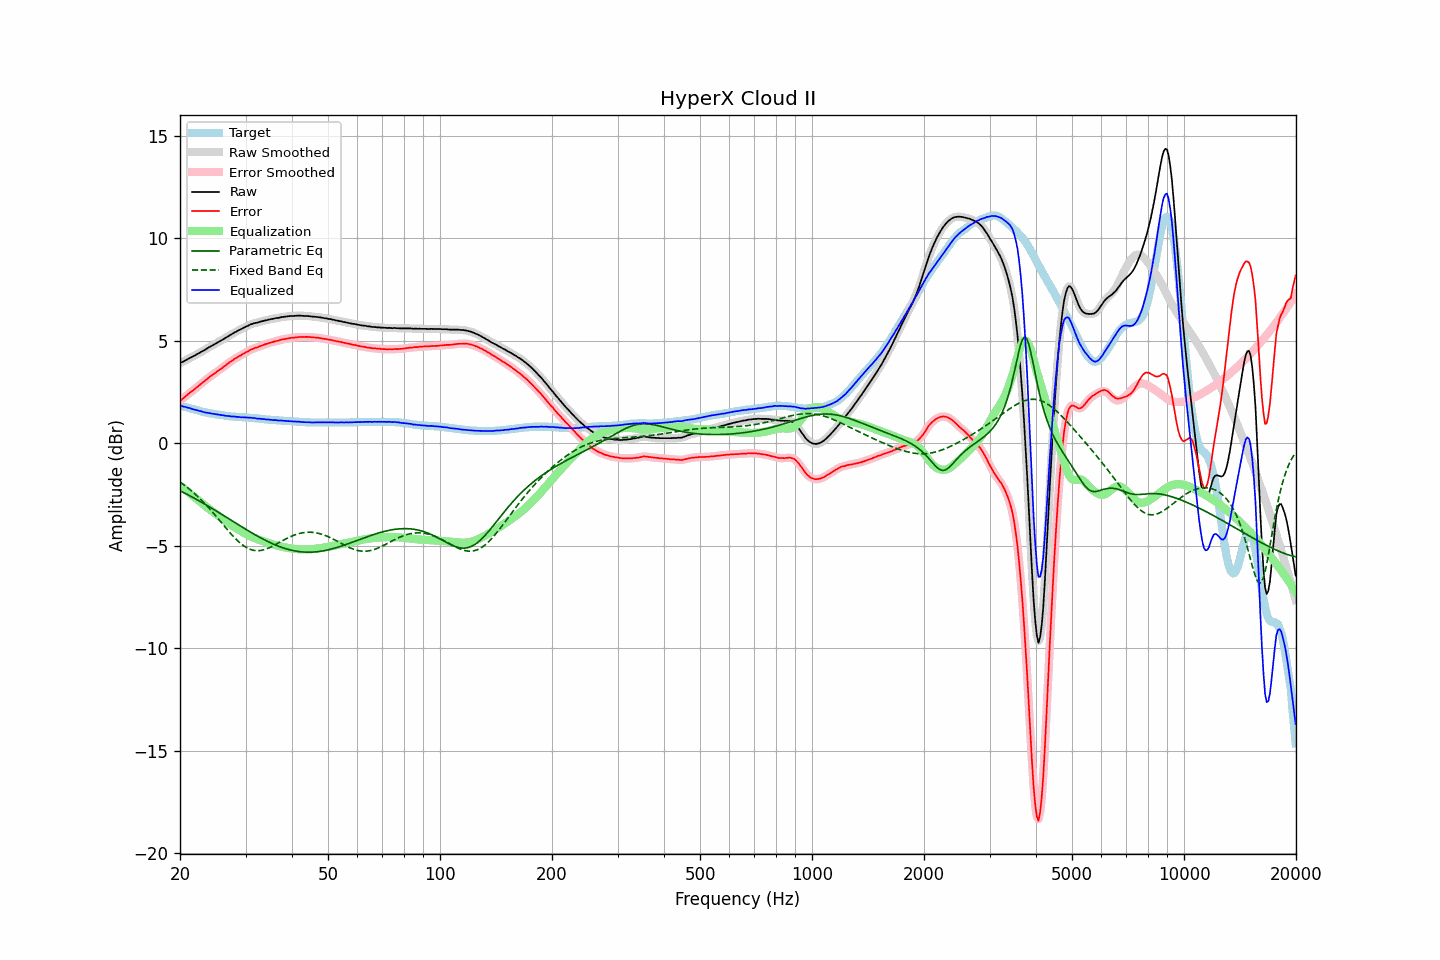 HyperX Cloud II
Target
Raw Smoothed
Error Smoothed
Raw
Error
Equalization
Parametric Eq
Fixed Band Eq
Equalized
15
10
5
0
−5
−10
−15
−20
Amplitude (dBr)
20
50
100
200
500
1000
2000
5000
10000
20000
Frequency (Hz)